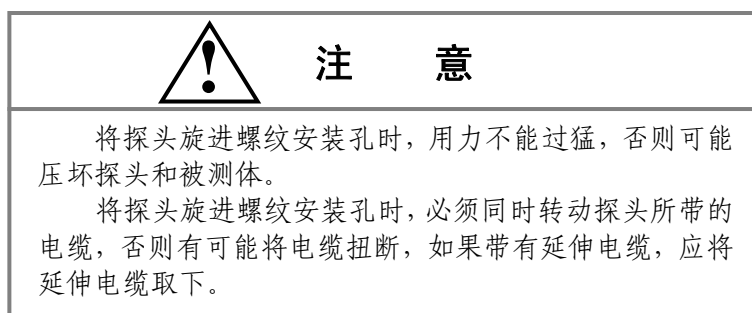 注 意
将探头旋进螺纹安装孔时，用力不能过猛，否则可能
压坏探头和被测体。
将探头旋进螺纹安装孔时，必须同时转动探头所带的
电缆，否则有可能将电缆扭断，如果带有延伸电缆，应将
延伸电缆取下。